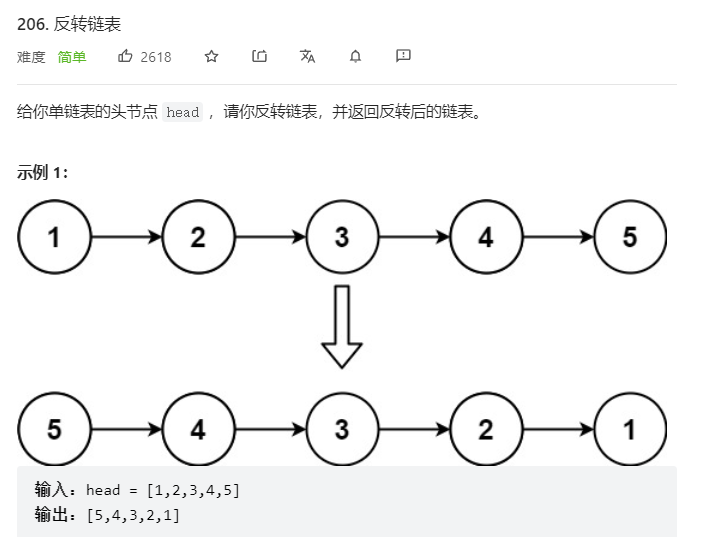 206. 反转链表
难度 简单 2618
给你单链表的头节点 head ，请你反转链表，并返回反转后的链表。
示例 1：
1 2 3 4 5
5 4 3 2 1
输入：head = [1,2,3,4,5]
输出：[5,4,3,2,1]